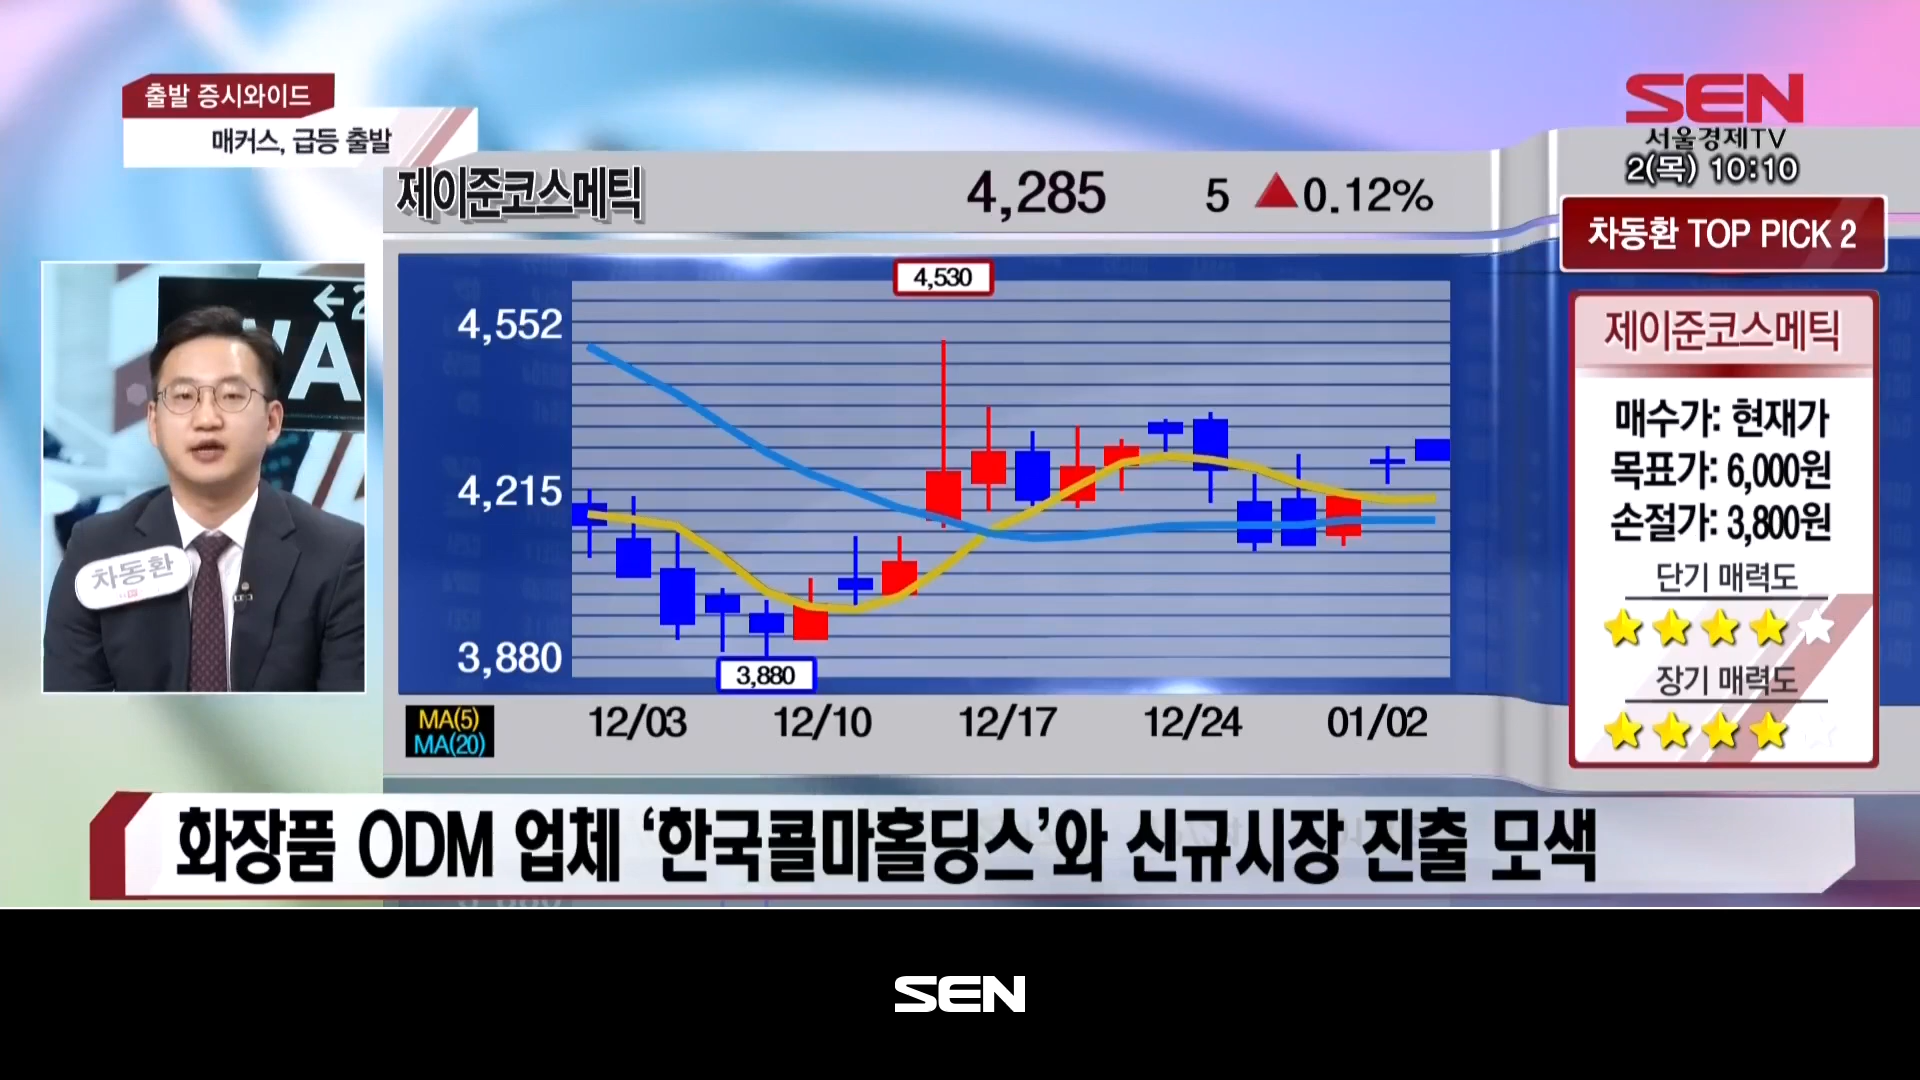 출발 증시와이드
매커스, 급등 출발
SEN
서울경제TV
2(목) 10:10
제이준코스메틱 4,285 5 ▲0.12%
차동환 TOP PICK 2
제이준코스메틱
매수가: 현재가
목표가: 6,000원
손절가: 3,800원
단기 매력도
장기 매력도
4,530
4,552
4,215
3,880
3,880
MA(5)
MA(20)
12/03 12/10 12/17 12/24 01/02
차동환
화장품 ODM 업체 ‘한국콜마홀딩스’와 신규시장 진출 모색
SEN